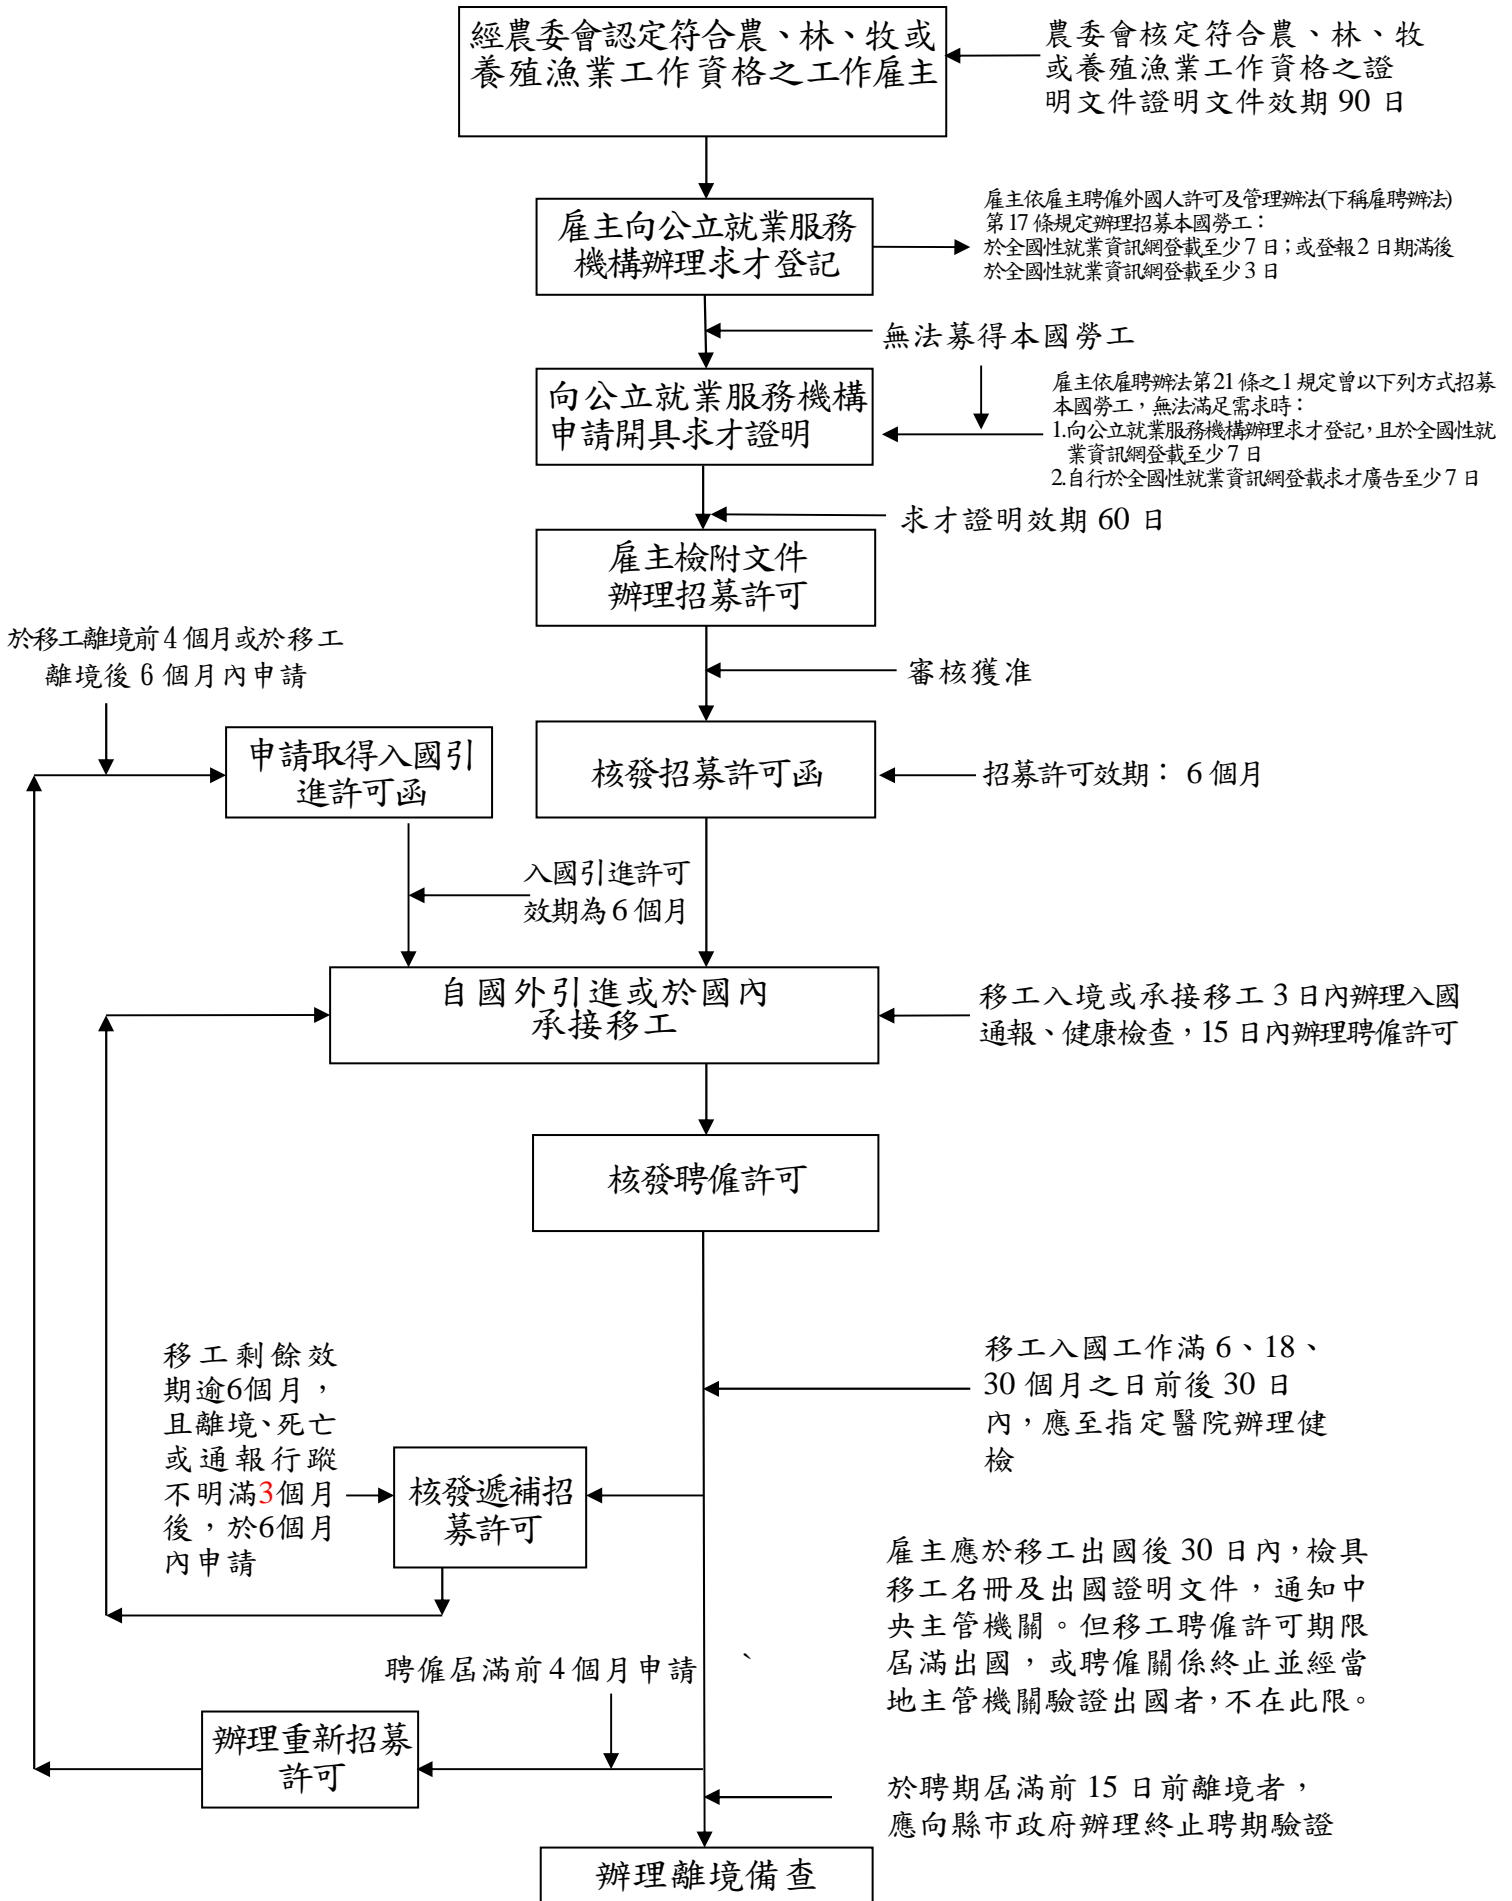 經農委會認定符合農、林、牧或
養殖漁業工作資格之工作雇主
農委會核定符合農、林、牧
或養殖漁業工作資格之證
明文件證明文件效期 90 日
雇主向公立就業服務
機構辦理求才登記
雇主依雇主聘僱外國人許可及管理辦法(下稱雇聘辦法)
第 17 條規定辦理招募本國勞工：
於全國性就業資訊網登載至少 7 日；或登報 2 日期滿後
於全國性就業資訊網登載至少 3 日
無法募得本國勞工
向公立就業服務機構
申請開具求才證明
雇主依雇聘辦法第 21 條之 1 規定曾以下列方式招募
本國勞工，無法滿足需求時：
1.向公立就業服務機構辦理求才登記，且於全國性就
業資訊網登載至少 7 日
2.自行於全國性就業資訊網登載求才廣告至少 7 日
求才證明效期 60 日
雇主檢附文件
辦理招募許可
於移工離境前 4 個月或於移工
離境後 6 個月內申請
審核獲准
申請取得入國引
進許可函
核發招募許可函
招募許可效期： 6 個月
入國引進許可
效期為 6 個月
自國外引進或於國內
承接移工
移工入境或承接移工 3 日內辦理入國
通報、健康檢查，15 日內辦理聘僱許可
核發聘僱許可
移工剩餘效
期逾6個月，
且離境、死亡
或通報行蹤
不明滿3個月
後，於6個月
內申請
移工入國工作滿 6、18、
30 個月之日前後 30 日
內，應至指定醫院辦理健
檢
核發遞補招
募許可
雇主應於移工出國後 30 日內，檢具
移工名冊及出國證明文件，通知中
央主管機關。但移工聘僱許可期限
屆滿出國，或聘僱關係終止並經當
地主管機關驗證出國者，不在此限。
聘僱屆滿前 4 個月申請 、
辦理重新招募
許可
於聘期屆滿前 15 日前離境者，
應向縣市政府辦理終止聘期驗證
辦理離境備查